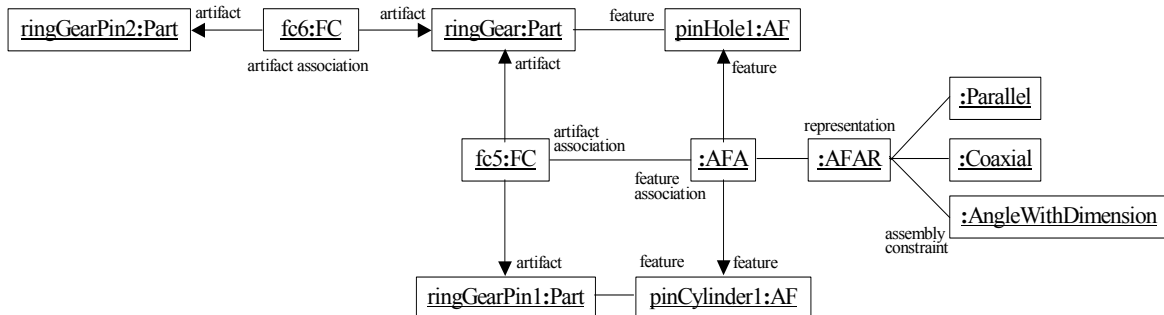 artifact
artifact
feature
ringGearPin2:Part
fc6:FC
ringGear:Part
pinHole1:AF
artifact association
artifact
feature
:Parallel
representation
artifact
association
fc5:FC
:AFA
:AFAR
:Coaxial
feature
association
:AngleWithDimension
assembly
constraint
artifact
feature
feature
ringGearPin1:Part
pinCylinder1:AF